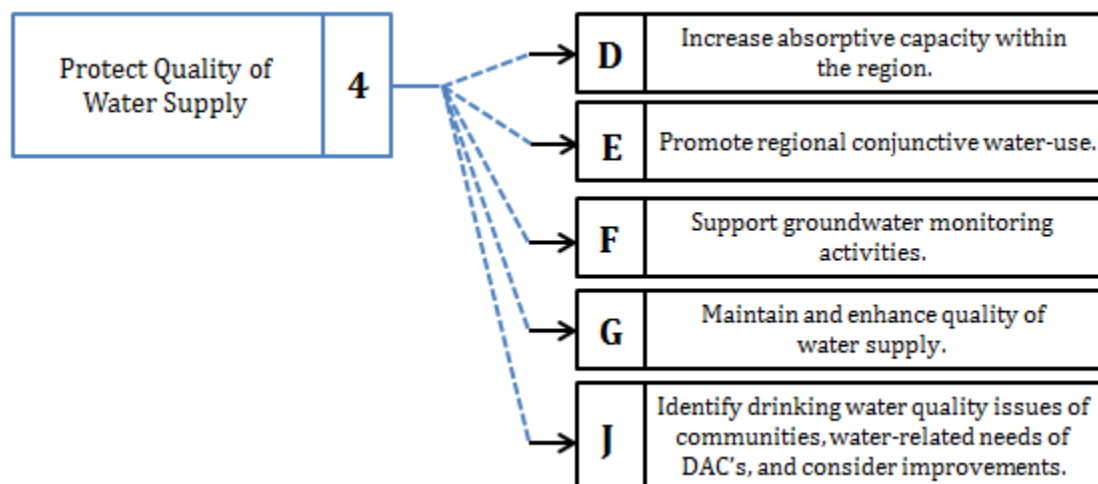 Protect Quality of
Water Supply
4
D
Increase absorptive capacity within
the region.
E
Promote regional conjunctive water-use.
F
Support groundwater monitoring
activities.
G
Maintain and enhance quality of
water supply.
J
Identify drinking water quality issues of
communities, water-related needs of
DAC's, and consider improvements.